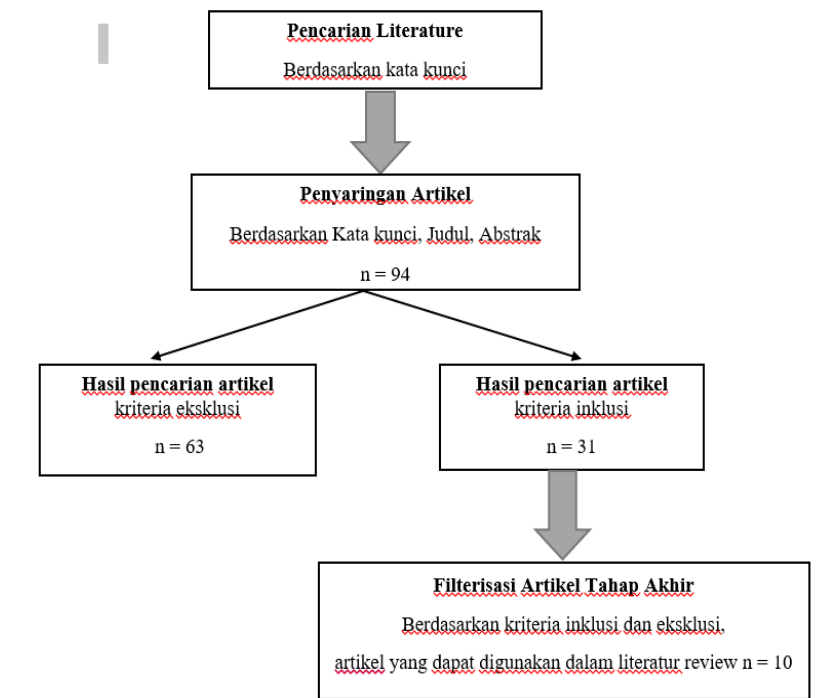 Pencarian Literature
Berdasarkan kata kunci
Penyaringan Artikel
Berdasarkan Kata kunci, Judul, Abstrak
n = 94
Hasil pencarian artikel
kriteria eksklusi
n = 63
Hasil pencarian artikel
kriteria inklusi
n = 31
Filterisasi Artikel Tahap Akhir
Berdasarkan kriteria inklusi dan eksklusi,
artikel yang dapat digunakan dalam literatur review n = 10